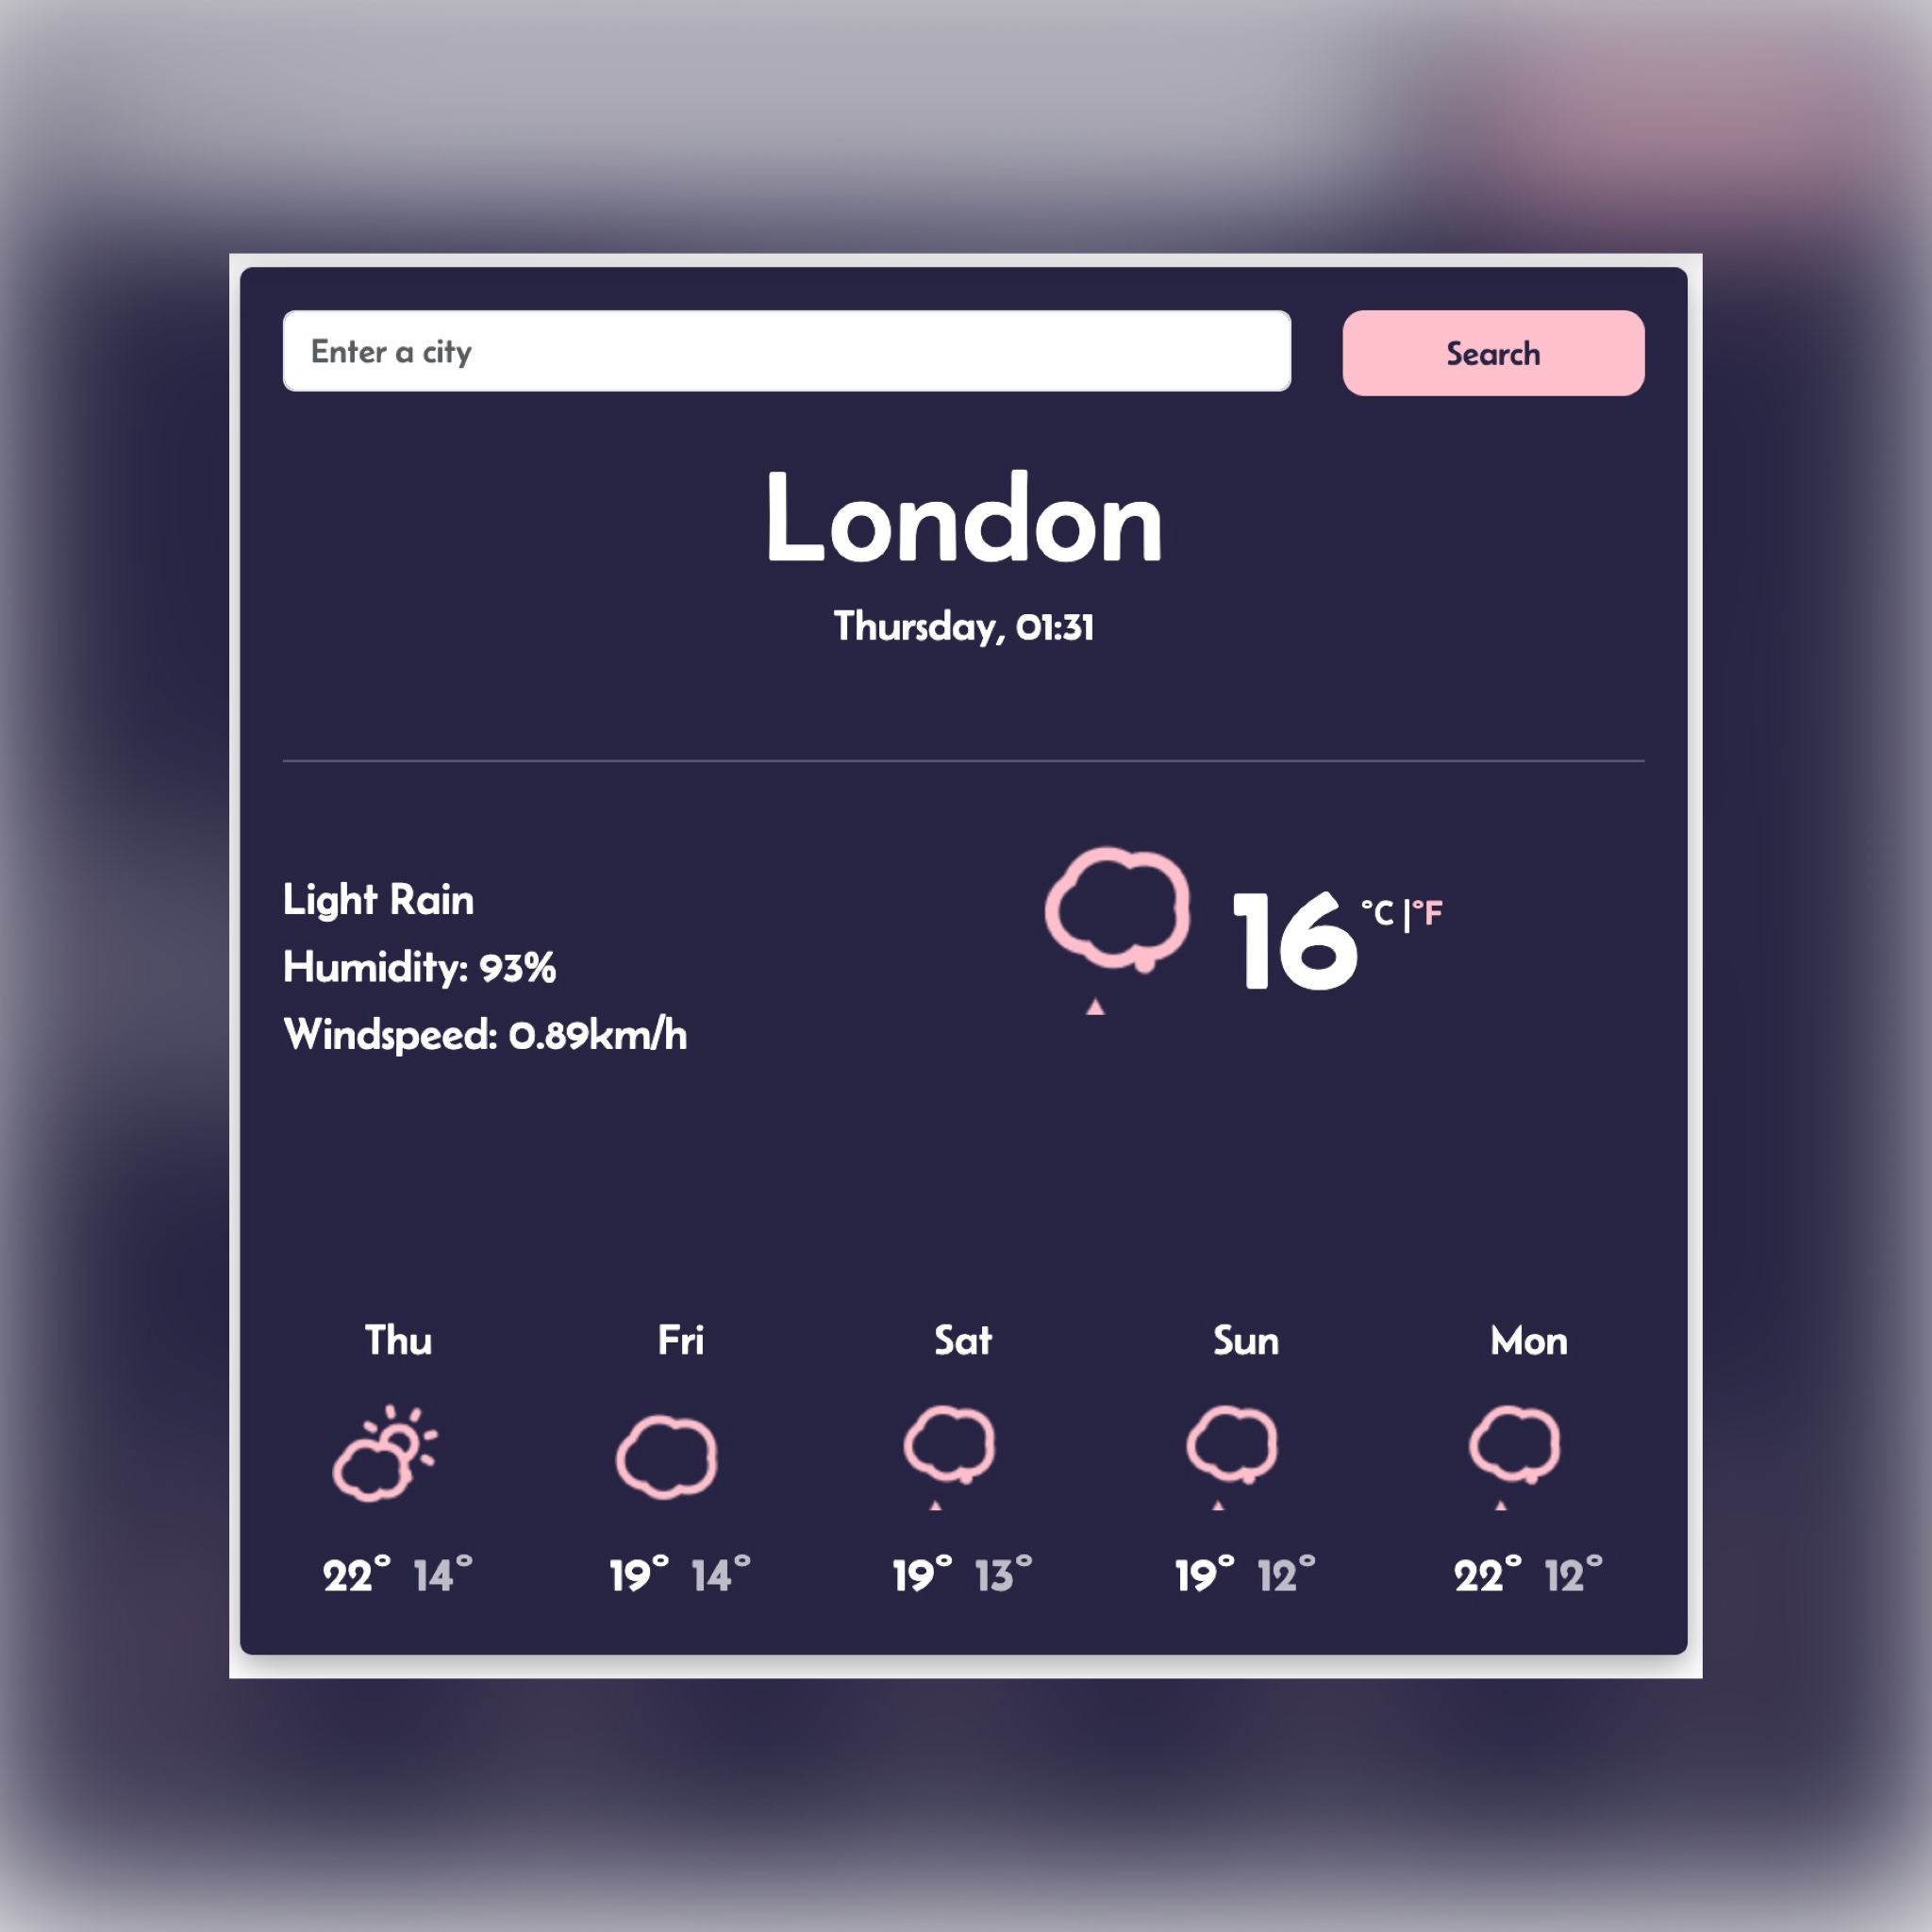 Enter a city
Search
London
Thursday, 01:31
Light Rain
Humidity: 93%
Windspeed: 0.89km/h
16 °C |°F
Thu Fri Sat Sun Mon
22° 14° 19° 14° 19° 13° 19° 12° 22° 12°